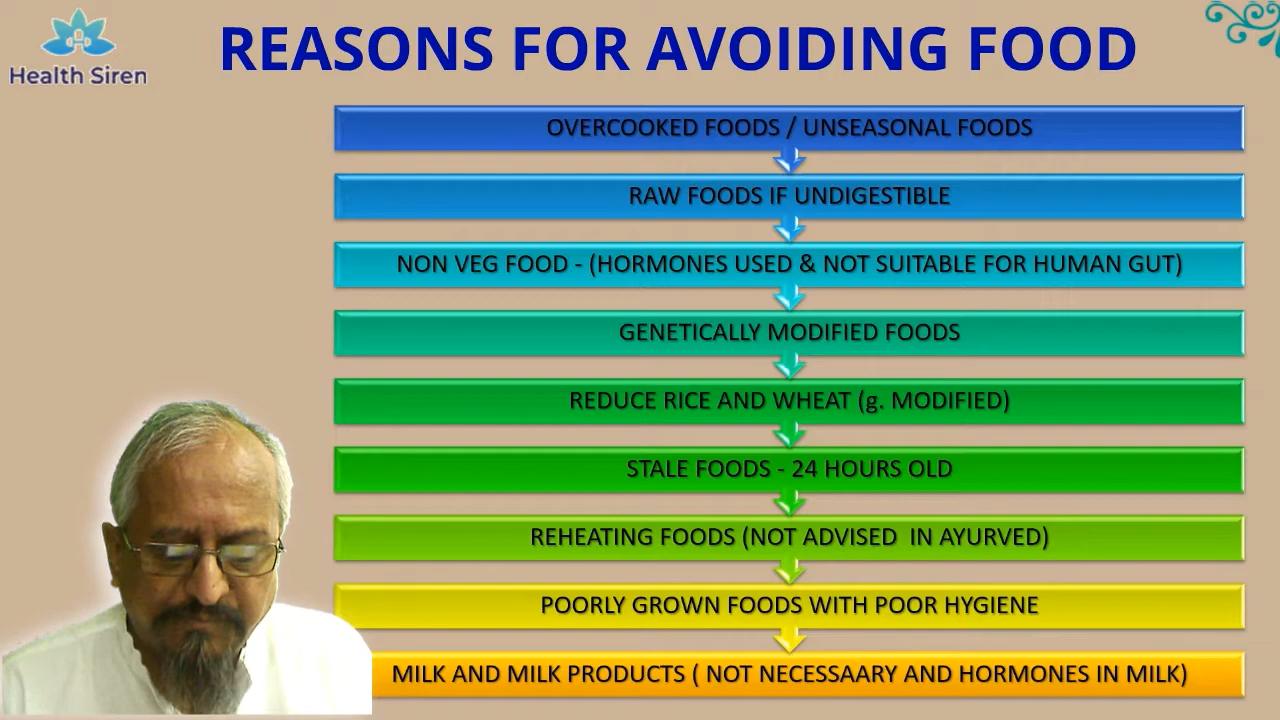 Health Siren
REASONS FOR AVOIDING FOOD
OVERCOOKED FOODS / UNSEASONAL FOODS
RAW FOODS IF UNDIGESTIBLE
NON VEG FOOD - (HORMONES USED & NOT SUITABLE FOR HUMAN GUT)
GENETICALLY MODIFIED FOODS
REDUCE RICE AND WHEAT (g. MODIFIED)
STALE FOODS - 24 HOURS OLD
REHEATING FOODS (NOT ADVISED IN AYURVED)
POORLY GROWN FOODS WITH POOR HYGIENE
MILK AND MILK PRODUCTS ( NOT NECESSAARY AND HORMONES IN MILK)